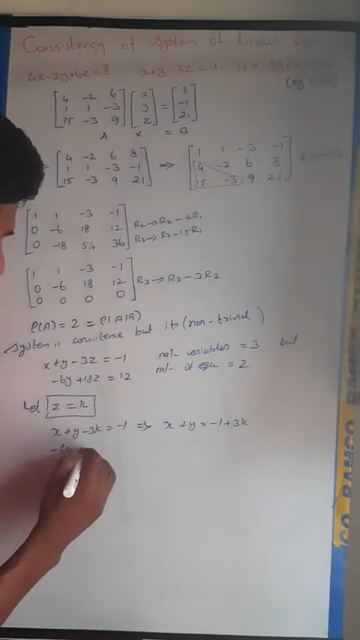 Consistency of system of linear
4x-2y+6z=8 x+y-3z=-1 15x-3y+
[4 -2 6; 1 1 -3; 15 -3 9] [x; y; z] = [8; -1; 21]
A X = B
= [4 -2 6 8; 1 1 -3 -1; 15 -3 9 21] => [1 1 -3 -1; 4 -2 6 8; 15 -3 9 21]
[1 1 -3 -1; 0 -6 18 12; 0 -18 54 36] R2→R2-4R1 R3→R3-15R1
[1 1 -3 -1; 0 -6 18 12; 0 0 0 0] R3→R3-3R2
ρ(A) = 2 = ρ(A|B)
System is consistence but it is (non-trivial)
x+y-3z = -1 no/- variables = 3 but
-6y+18z = 12 no/- of equ = 2
Let z = k
x+y-3k = -1 => x+y = -1+3k